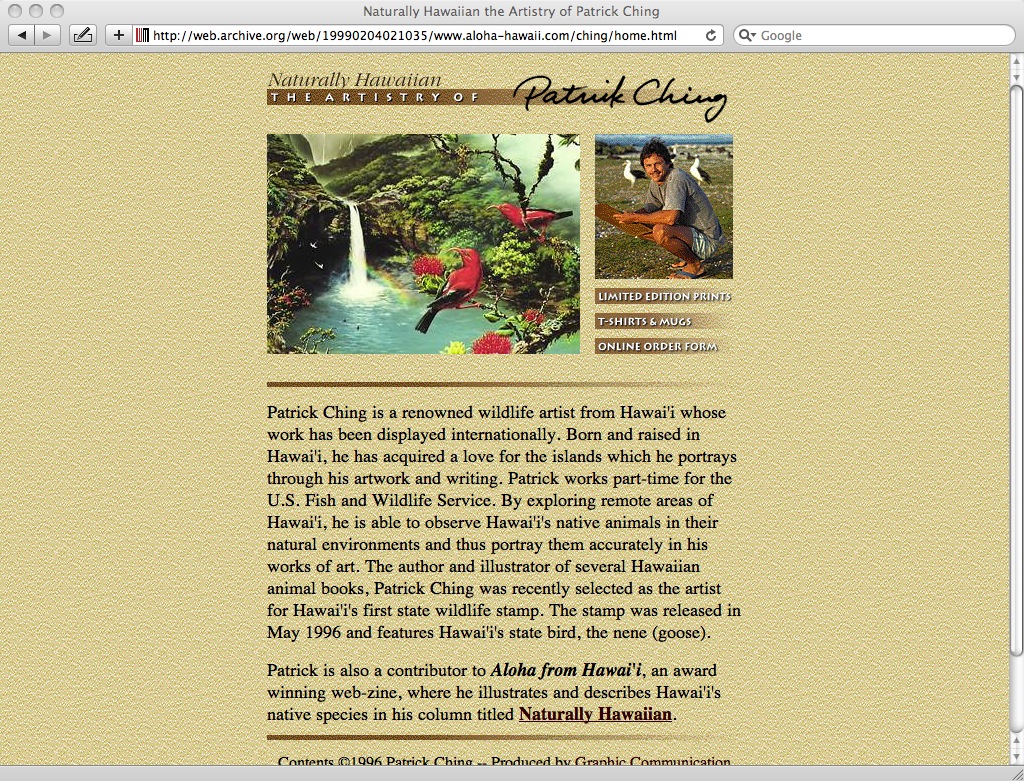 Naturally Hawaiian the Artistry of Patrick Ching
http://web.archive.org/web/19990204021035/www.aloha-hawaii.com/ching/home.html
Google
Naturally Hawaiian
THE ARTISTRY OF Patrick Ching
LIMITED EDITION PRINTS
T-SHIRTS & MUGS
ONLINE ORDER FORM
Patrick Ching is a renowned wildlife artist from Hawai'i whose
work has been displayed internationally. Born and raised in
Hawai'i, he has acquired a love for the islands which he portrays
through his artwork and writing. Patrick works part-time for the
U.S. Fish and Wildlife Service. By exploring remote areas of
Hawai'i, he is able to observe Hawai'i's native animals in their
natural environments and thus portray them accurately in his
works of art. The author and illustrator of several Hawaiian
animal books, Patrick Ching was recently selected as the artist
for Hawai'i's first state wildlife stamp. The stamp was released in
May 1996 and features Hawai'i's state bird, the nene (goose).
Patrick is also a contributor to Aloha from Hawai'i, an award
winning web-zine, where he illustrates and describes Hawai'i's
native species in his column titled Naturally Hawaiian.
Contents ©1996 Patrick Ching -- Produced by Graphic Communication